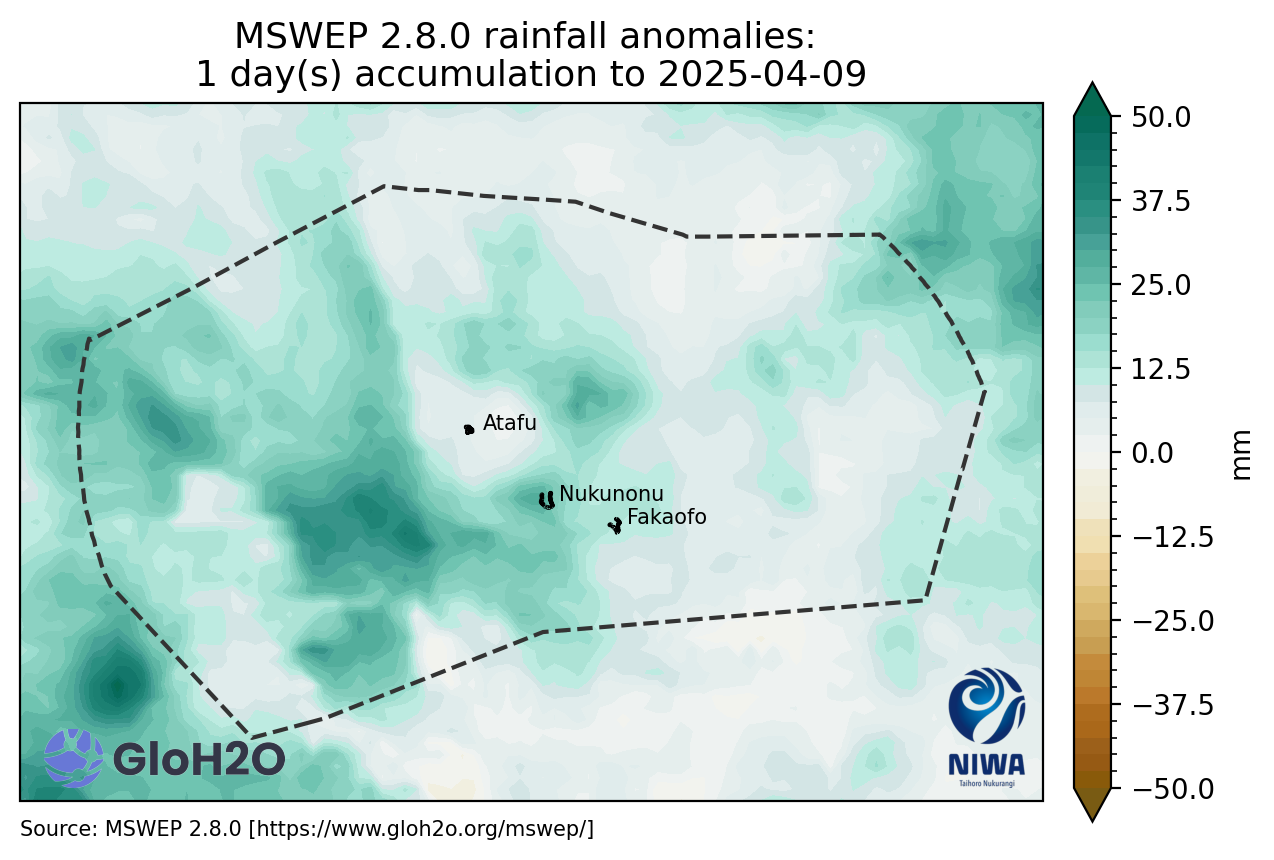 MSWEP 2.8.0 rainfall anomalies:
1 day(s) accumulation to 2025-04-09
50.0
37.5
25.0
12.5
0.0
−12.5
−25.0
−37.5
−50.0
mm
Atafu
Nukunonu
Fakaofo
GloH2O
NIWA
Taihoro Nukurangi
Source: MSWEP 2.8.0 [https://www.gloh2o.org/mswep/]